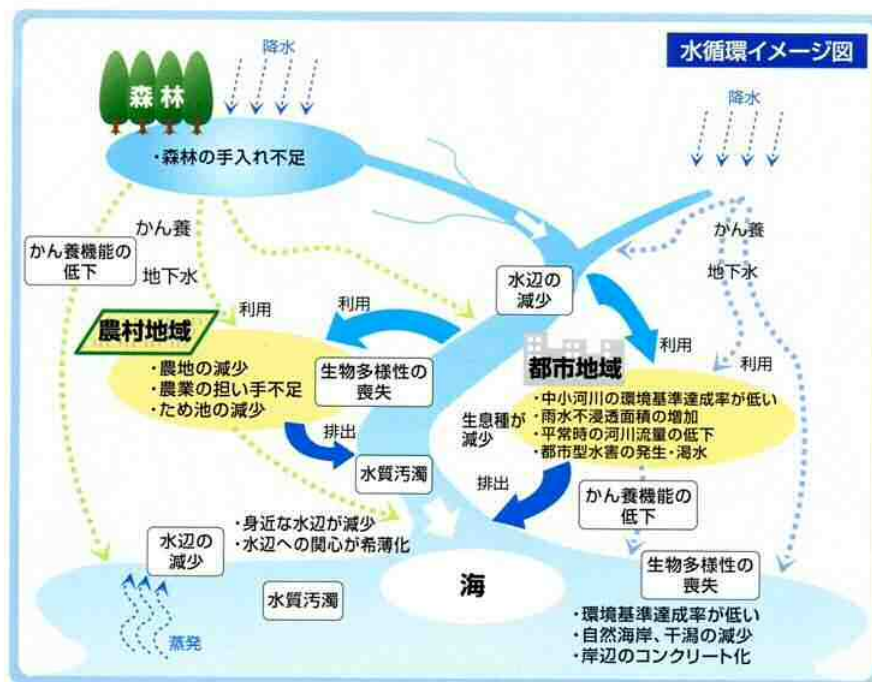 水循環イメージ図
降水
降水
森林
・森林の手入れ不足
かん養
かん養機能の
低下
地下水
かん養
地下水
水辺の
減少
利用
利用
利用
利用
農村地域
・農地の減少
・農業の担い手不足
・ため池の減少
生物多様性の
喪失
都市地域
・中小河川の環境基準達成率が低い
・雨水不浸透面積の増加
・平常時の河川流量の低下
・都市型水害の発生・渇水
生息種が
減少
排出
水質汚濁
排出
かん養機能の
低下
・身近な水辺が減少
・水辺への関心が希薄化
水辺の
減少
水質汚濁
海
生物多様性の
喪失
・環境基準達成率が低い
・自然海岸、干潟の減少
・岸辺のコンクリート化
蒸発